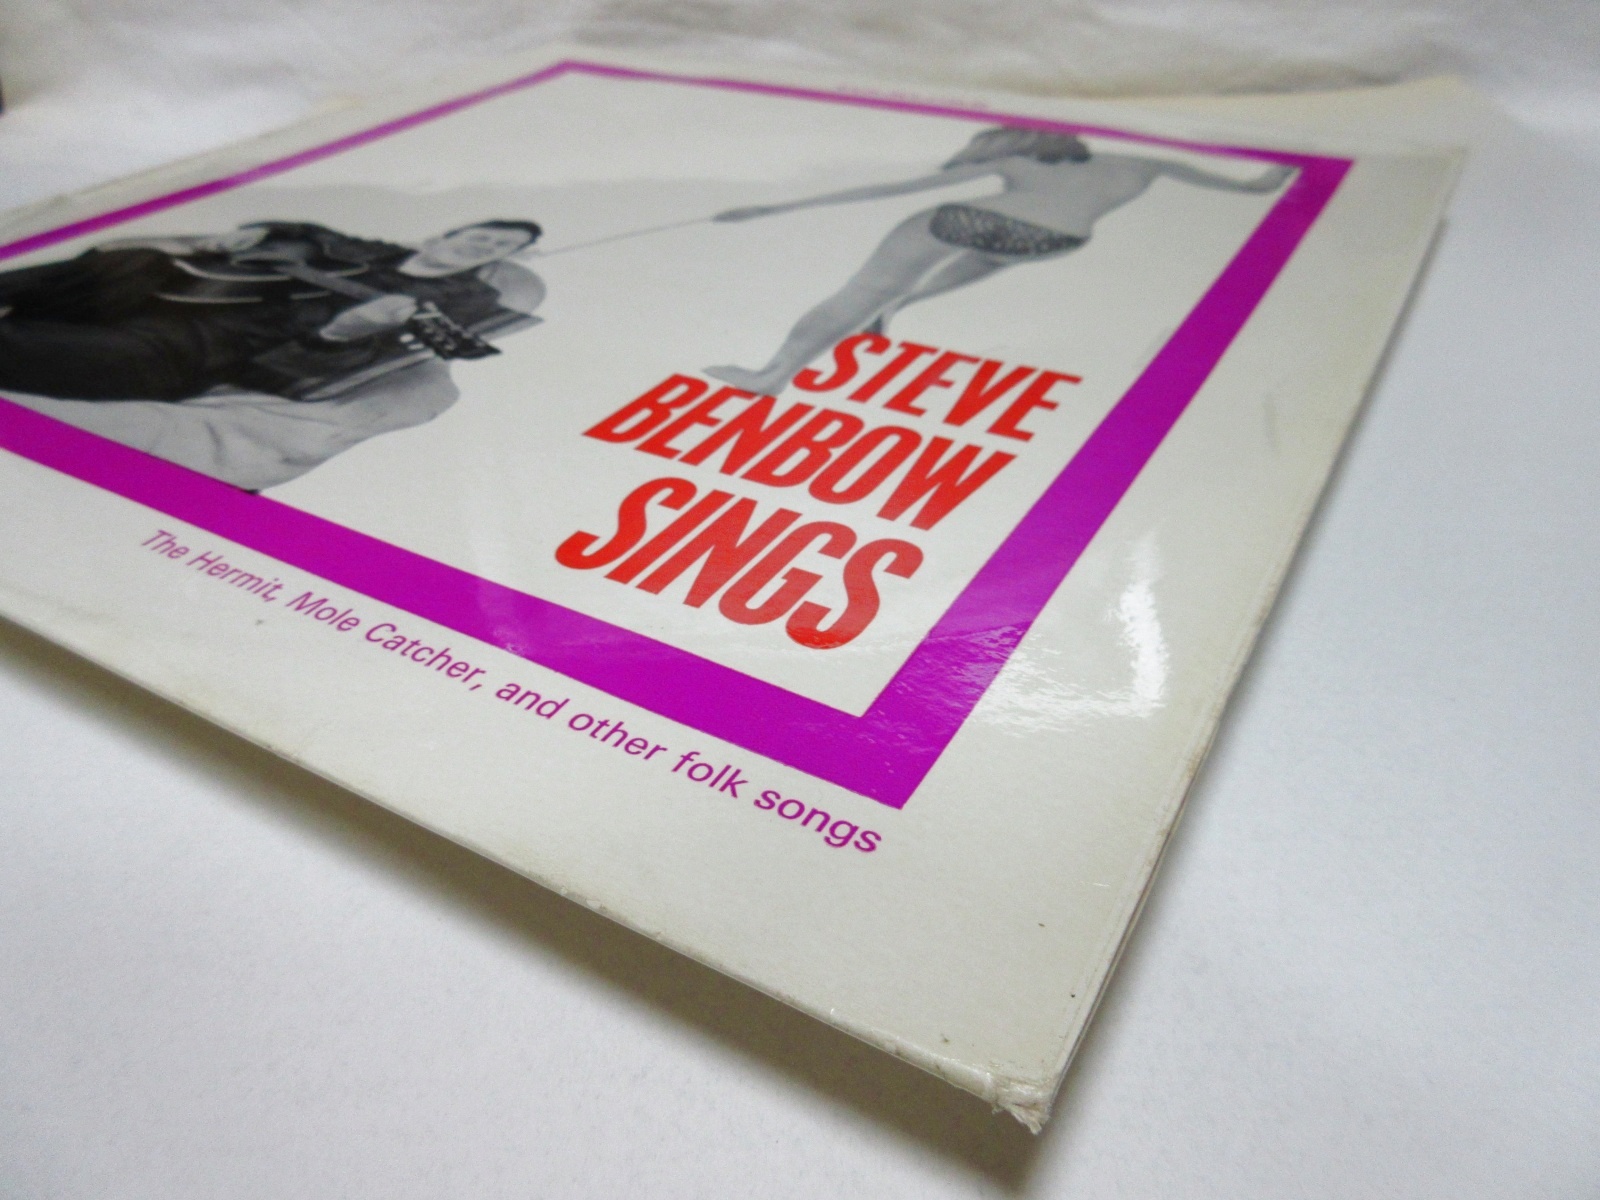 STEVE
BENBOW
SINGS
The Hermit, Mole Catcher, and other folk songs